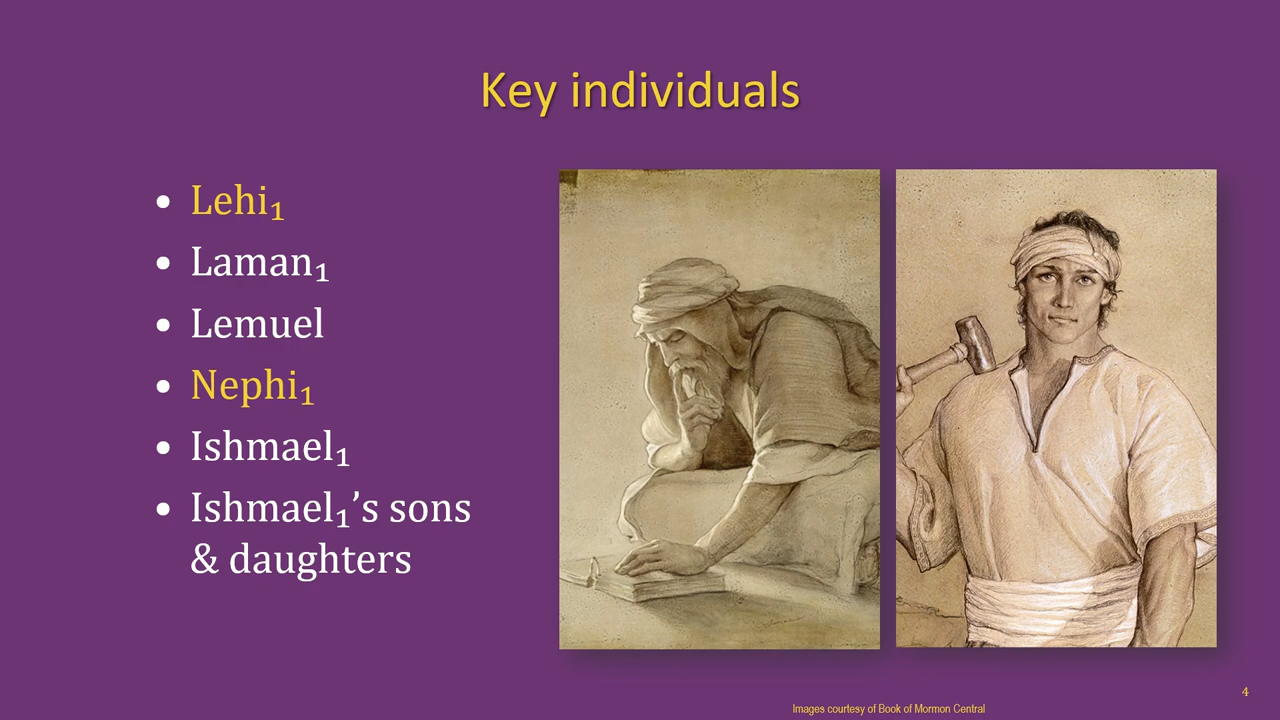 Key individuals
• Lehi₁
• Laman₁
• Lemuel
• Nephi₁
• Ishmael₁
• Ishmael₁’s sons
& daughters
4
Images courtesy of Book of Mormon Central